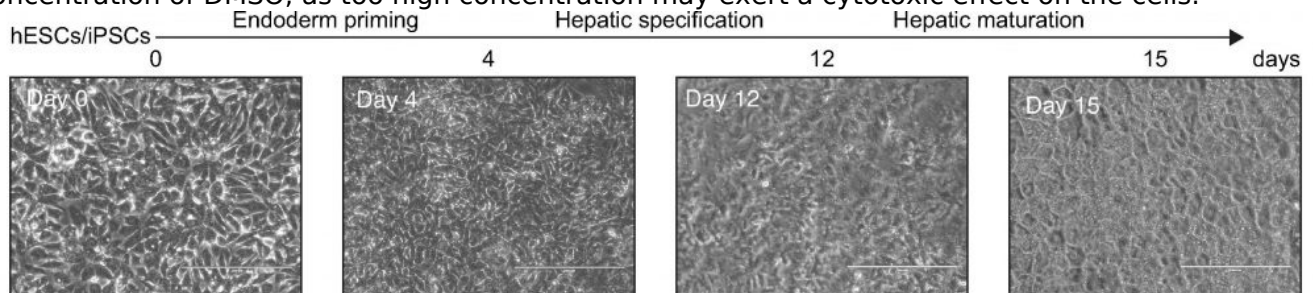 concentration of DMSO, as too high concentration may exert a cytotoxic effect on the cells.
Endoderm priming Hepatic specification Hepatic maturation
hESCs/iPSCs
0 4 12 15 days
Day 0 Day 4 Day 12 Day 15